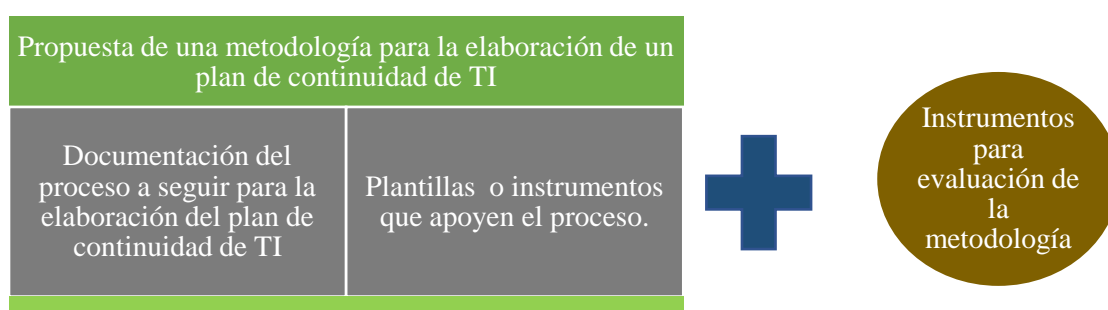 Propuesta de una metodología para la elaboración de un
plan de continuidad de TI
Documentación del
proceso a seguir para la
elaboración del plan de
continuidad de TI
Plantillas o instrumentos
que apoyen el proceso.
Instrumentos
para
evaluación de
la
metodología